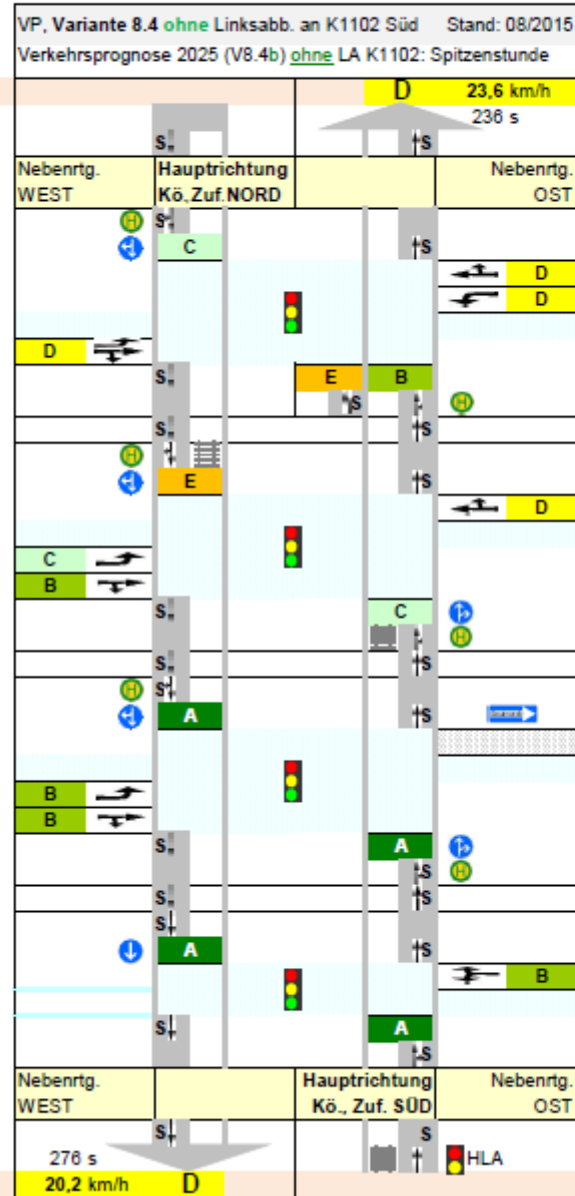 VP, Variante 8.4 ohne Linksabb. an K1102 Süd Stand: 08/2015
Verkehrsprognose 2025 (V8.4b) ohne LA K1102: Spitzenstunde
D 23,6 km/h
236 s
S S
Nebenrtg. Hauptrichtung Nebenrtg.
WEST Kö, Zuf. NORD OST
H S
C S
D
D
D
S E B
S H
S S
H
E S
D
C
B
S C
H
S S
H S
A S
B
B
S A
S H
S S
S
A S
B
S A
S
Nebenrtg. Hauptrichtung Nebenrtg.
WEST Kö., Zuf. SÜD OST
S S
276 s HLA
20,2 km/h D